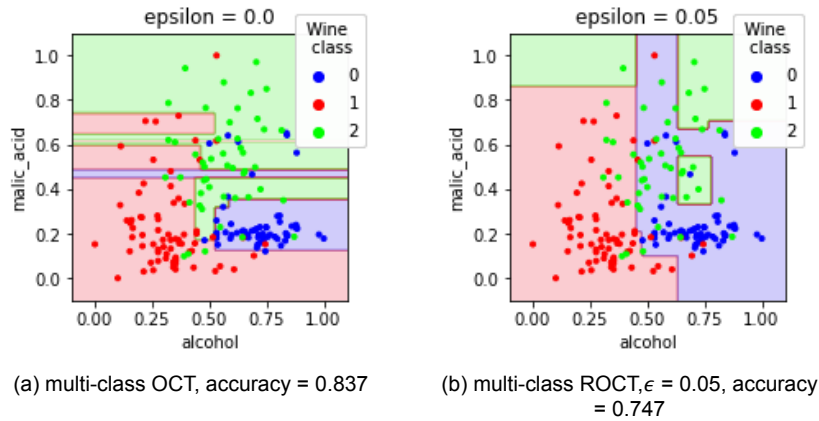 epsilon = 0.0
Wine
class
0
1
2
1.0
0.8
0.6
0.4
0.2
0.0
malic_acid
0.00
0.25
0.50
0.75
1.00
alcohol
(a) multi-class OCT, accuracy = 0.837
epsilon = 0.05
Wine
class
0
1
2
1.0
0.8
0.6
0.4
0.2
0.0
malic_acid
0.00
0.25
0.50
0.75
1.00
alcohol
(b) multi-class ROCT,ϵ = 0.05, accuracy
= 0.747